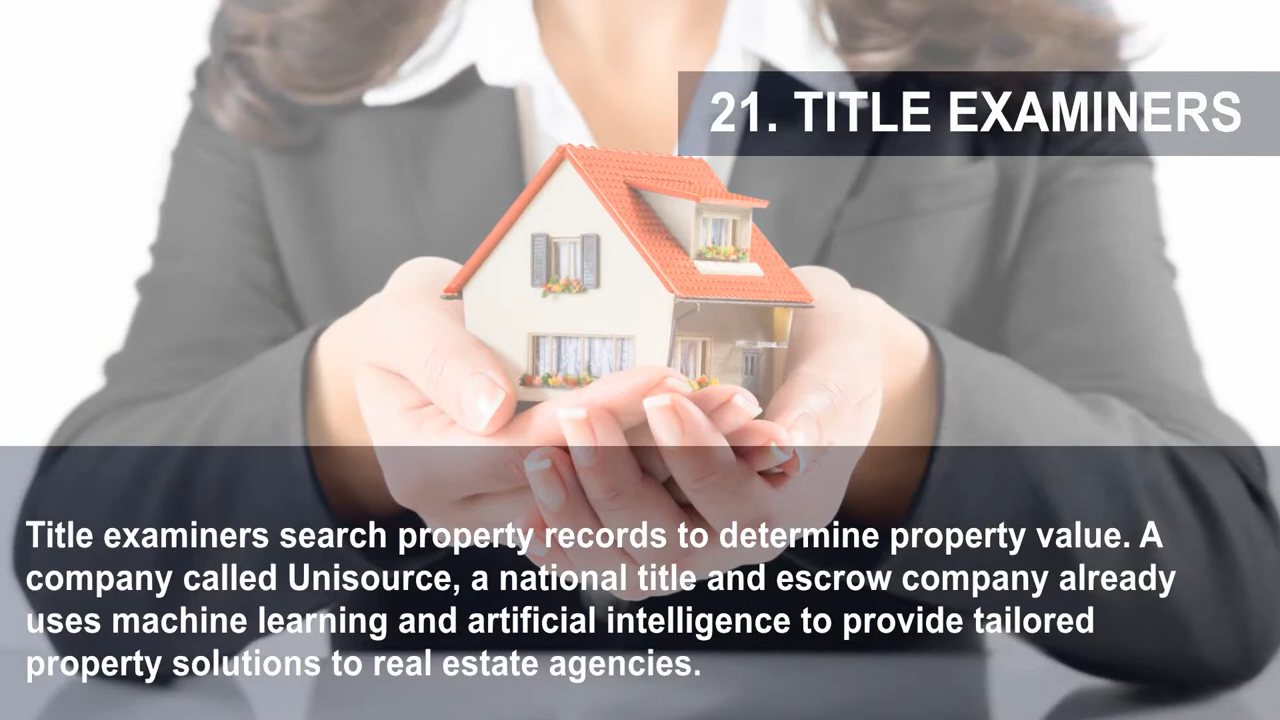 21. TITLE EXAMINERS
Title examiners search property records to determine property value. A
company called Unisource, a national title and escrow company already
uses machine learning and artificial intelligence to provide tailored
property solutions to real estate agencies.